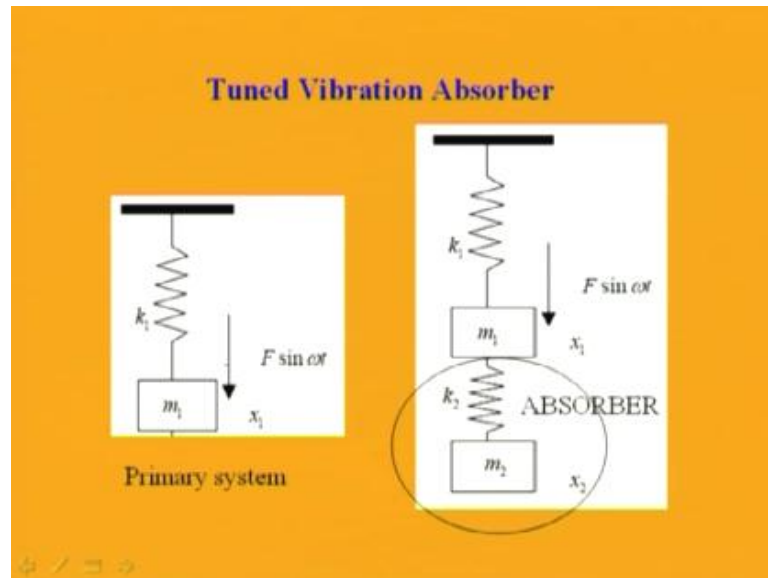 Tuned Vibration Absorber
k₁
F sin ωt
m₁
x₁
Primary system
k₁
F sin ωt
m₁
x₁
k₂
ABSORBER
m₂
x₂